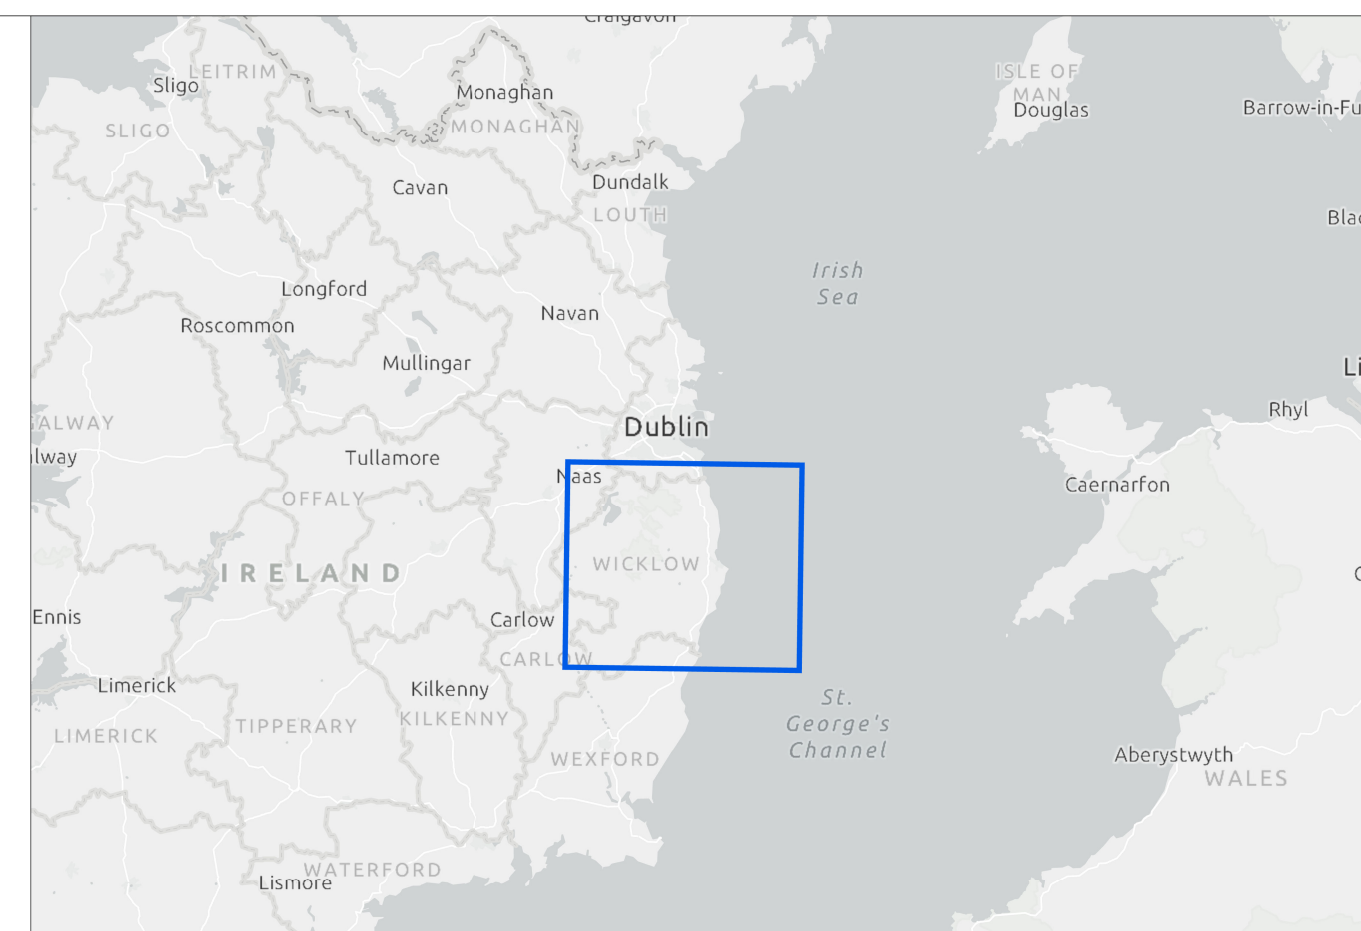 Craigavon
LEITRIM
Sligo
ISLE OF
MAN
Monaghan
Douglas
Barrow-in-Fu
SLIGO
MONAGHAN
Cavan
Dundalk
LOUTH
Blac
Irish
Sea
Longford
Navan
Roscommon
Mullingar
Li
Rhyl
GALWAY
Dublin
lway
Tullamore
Naas
Caernarfon
OFFALY
WICKLOW
IRELAND
Ennis
Carlow
CARLOW
Limerick
Kilkenny
St.
George's
Channel
KILKENNY
TIPPERARY
LIMERICK
WEXFORD
Aberystwyth
WALES
WATERFORD
Lismore